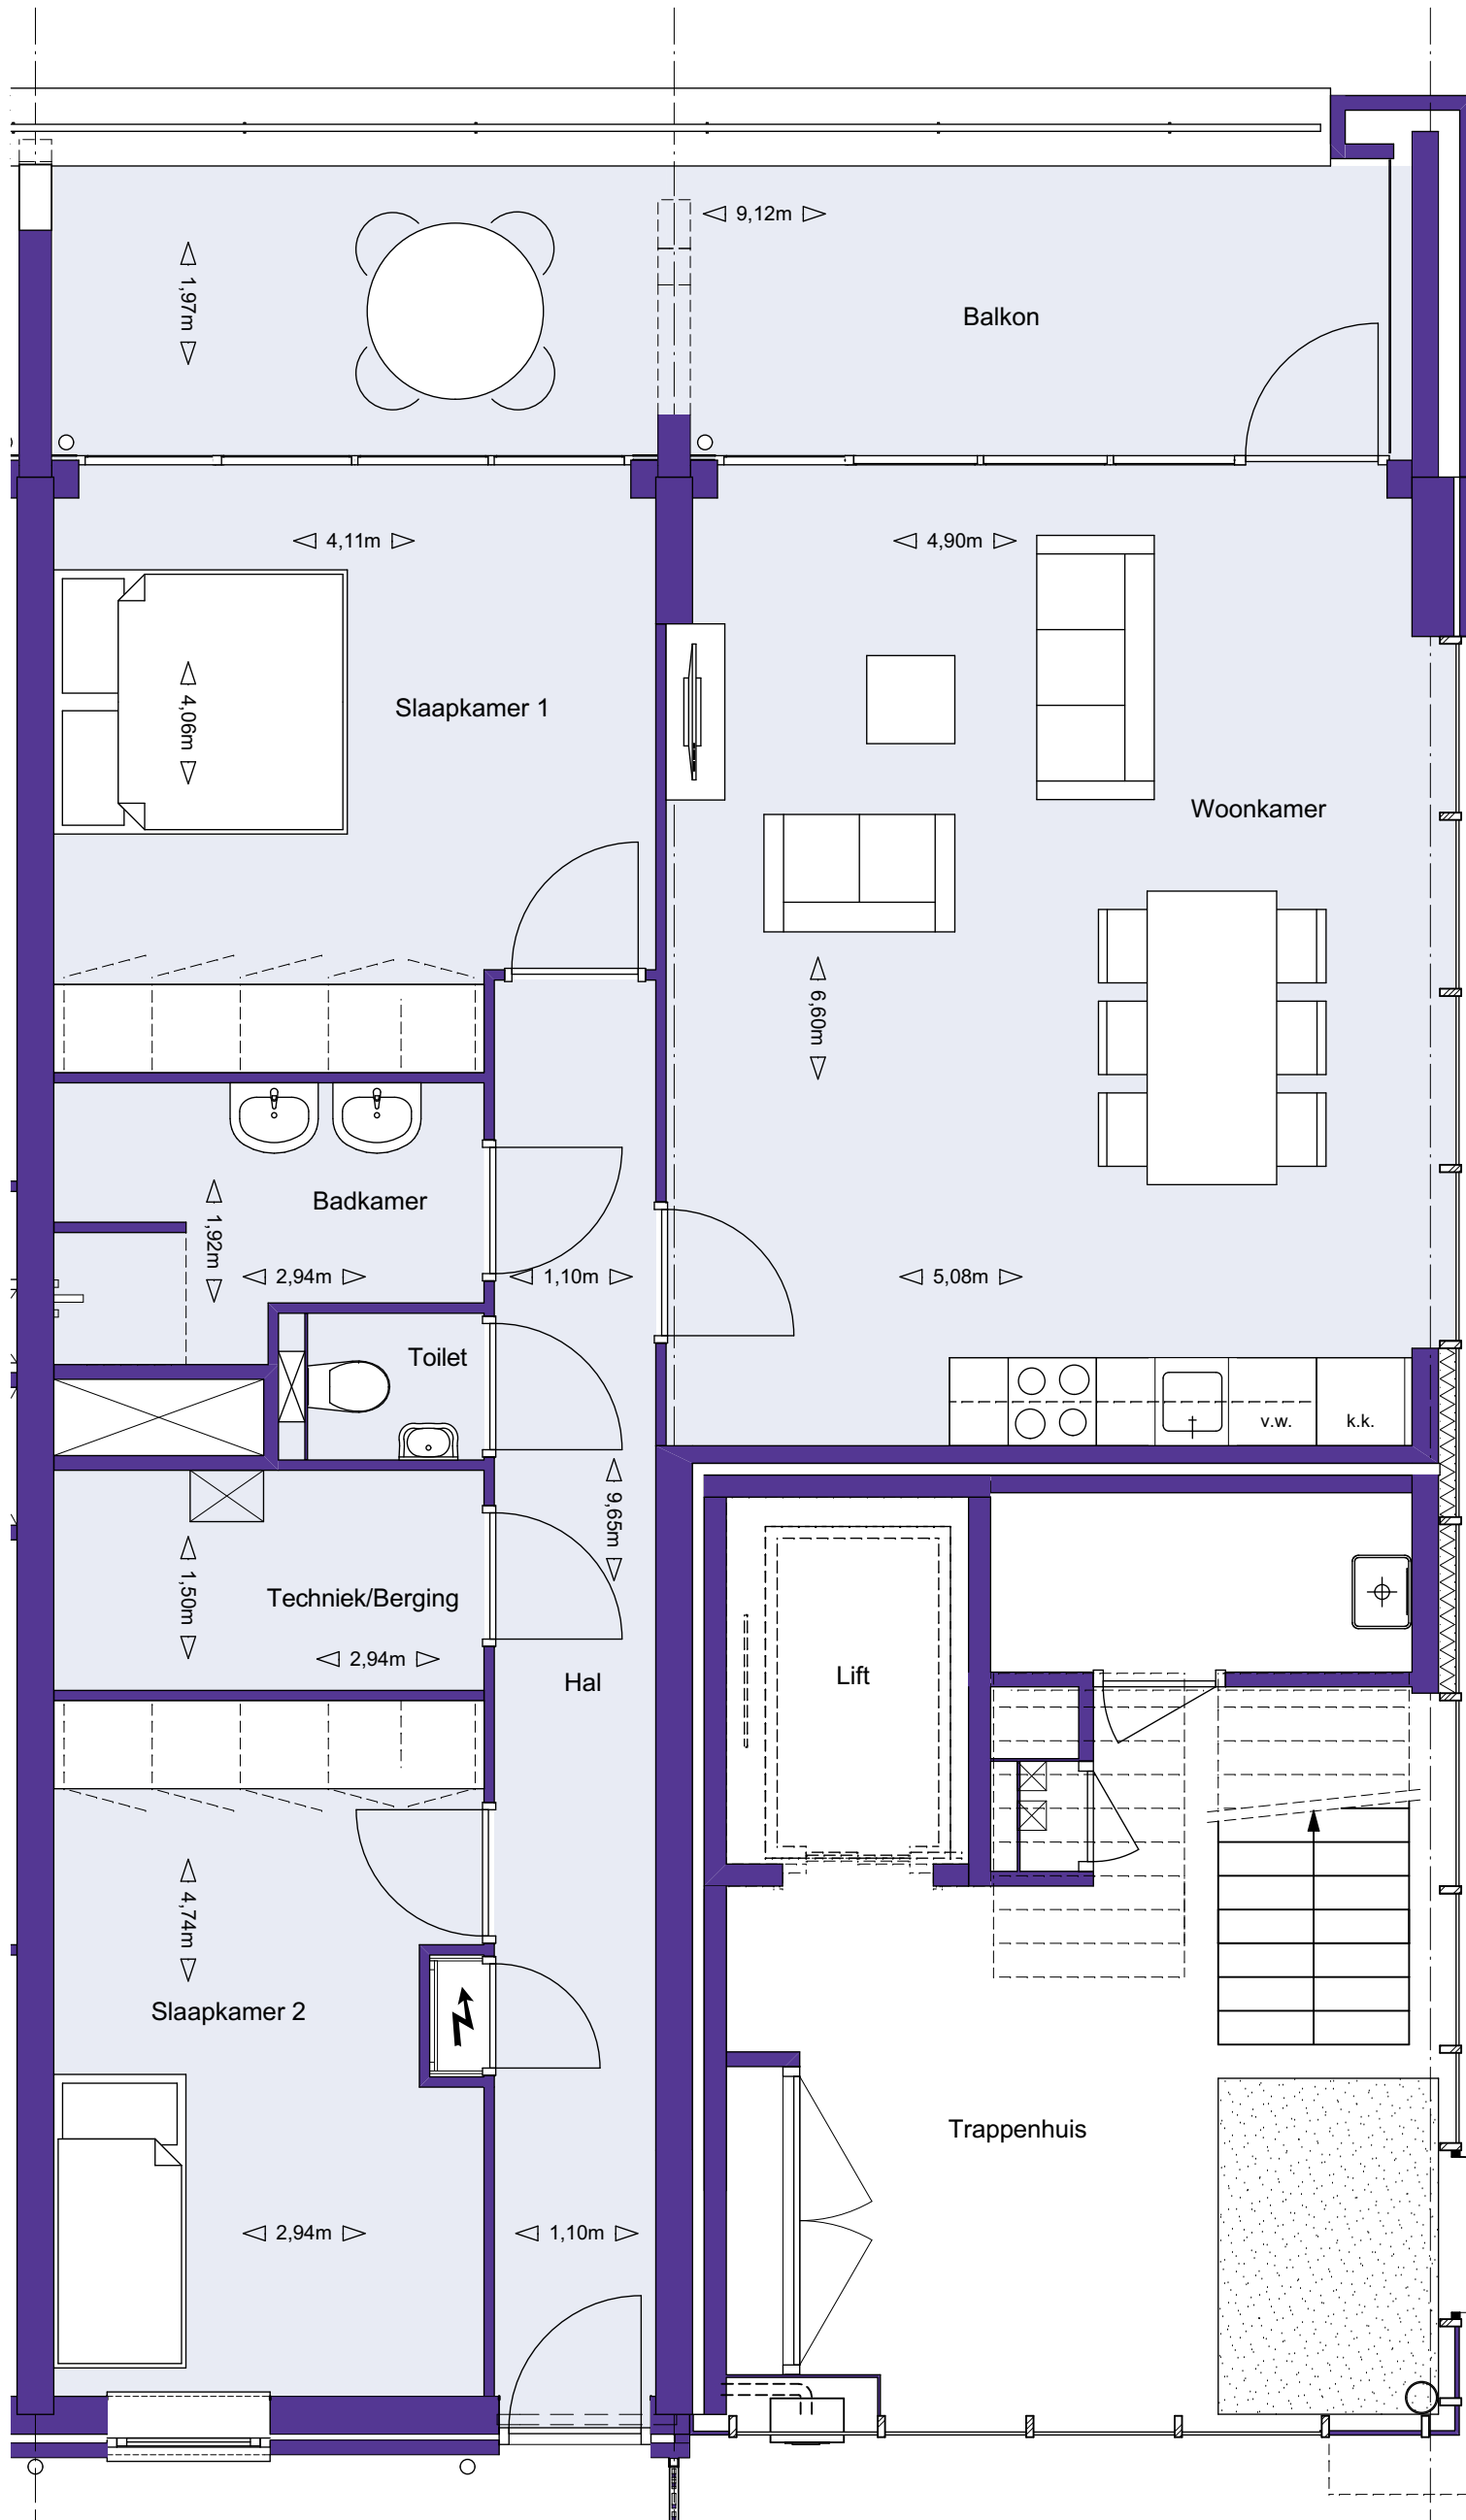 9,12m
1,97m
Balkon
4,11m
4,90m
4,06m
Slaapkamer 1
Woonkamer
6,60m
Badkamer
1,92m
2,94m
1,10m
5,08m
Toilet
v.w.
k.k.
9,65m
1,50m
Techniek/Berging
2,94m
Hal
Lift
4,74m
Slaapkamer 2
Trappenhuis
2,94m
1,10m